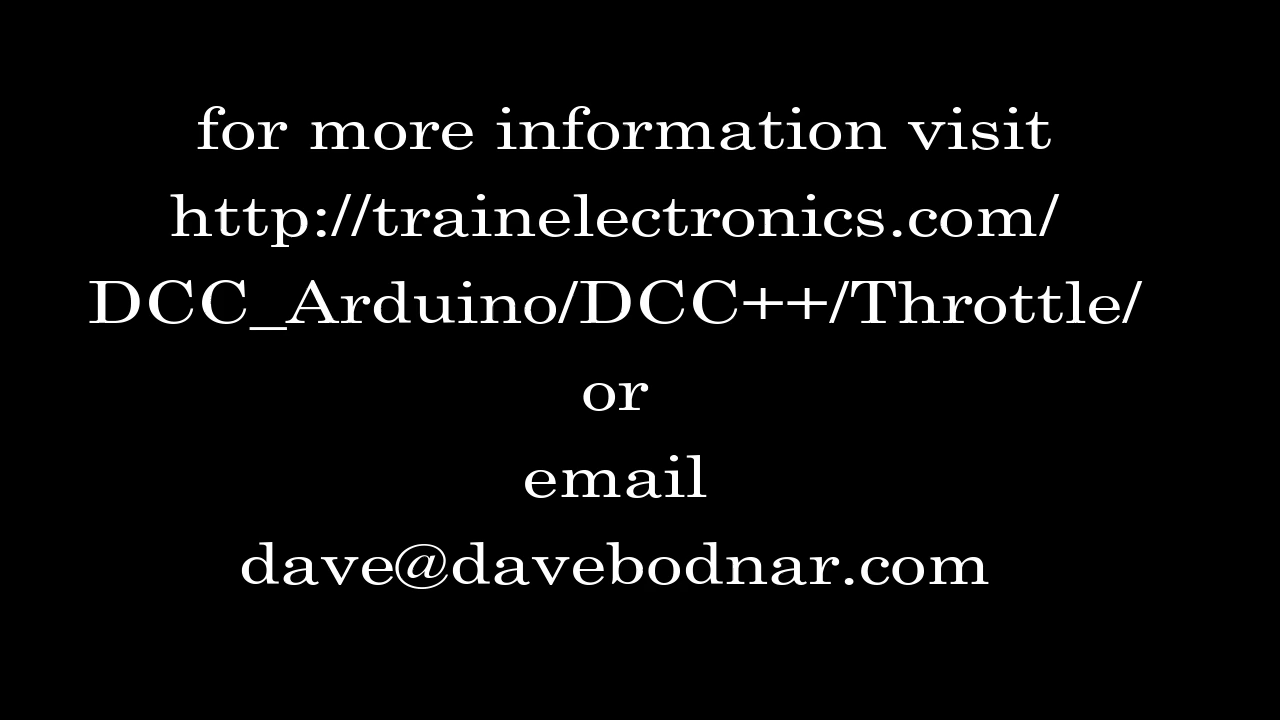 for more information visit
http://trainelectronics.com/
DCC_Arduino/DCC++/Throttle/
or
email
dave@davebodnar.com